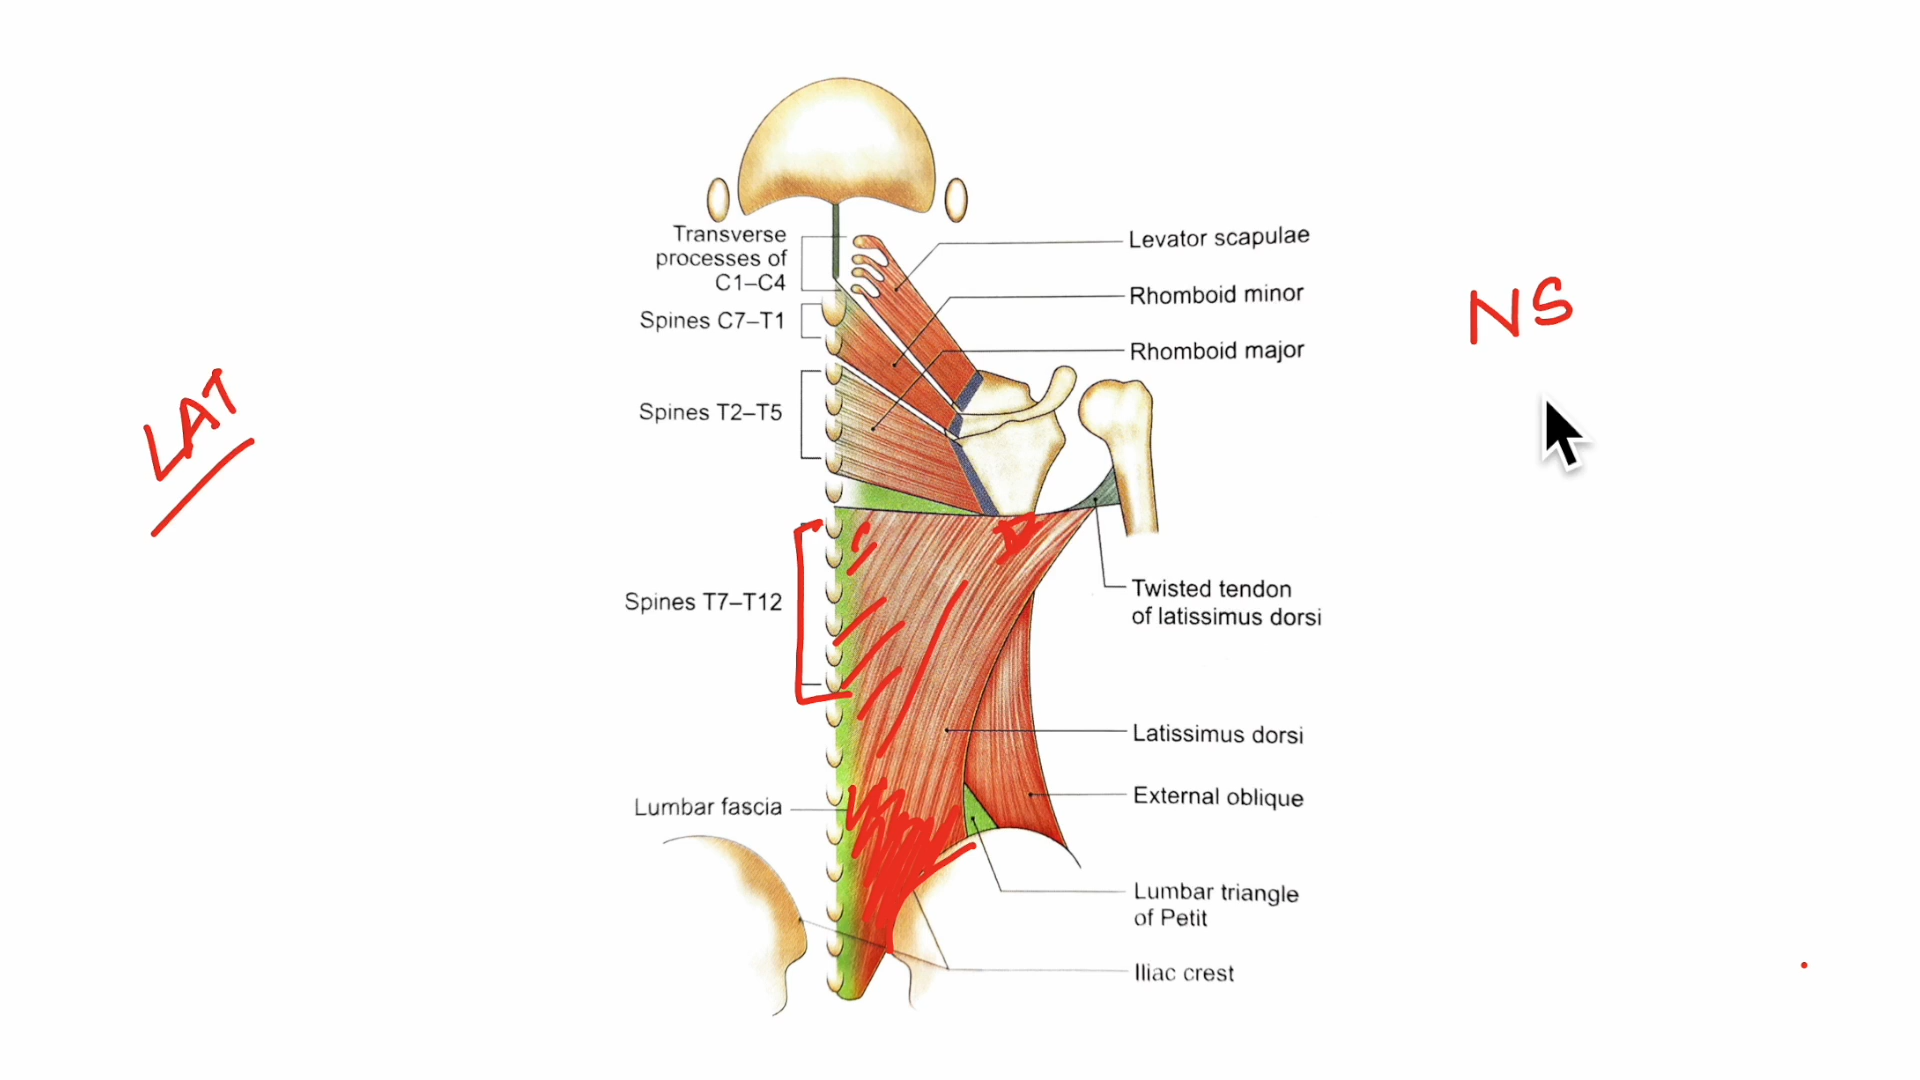 Transverse
processes of
C1–C4
Spines C7–T1
Spines T2–T5
Spines T7–T12
Lumbar fascia
Levator scapulae
Rhomboid minor
Rhomboid major
Twisted tendon
of latissimus dorsi
Latissimus dorsi
External oblique
Lumbar triangle
of Petit
Iliac crest
LAT
NS